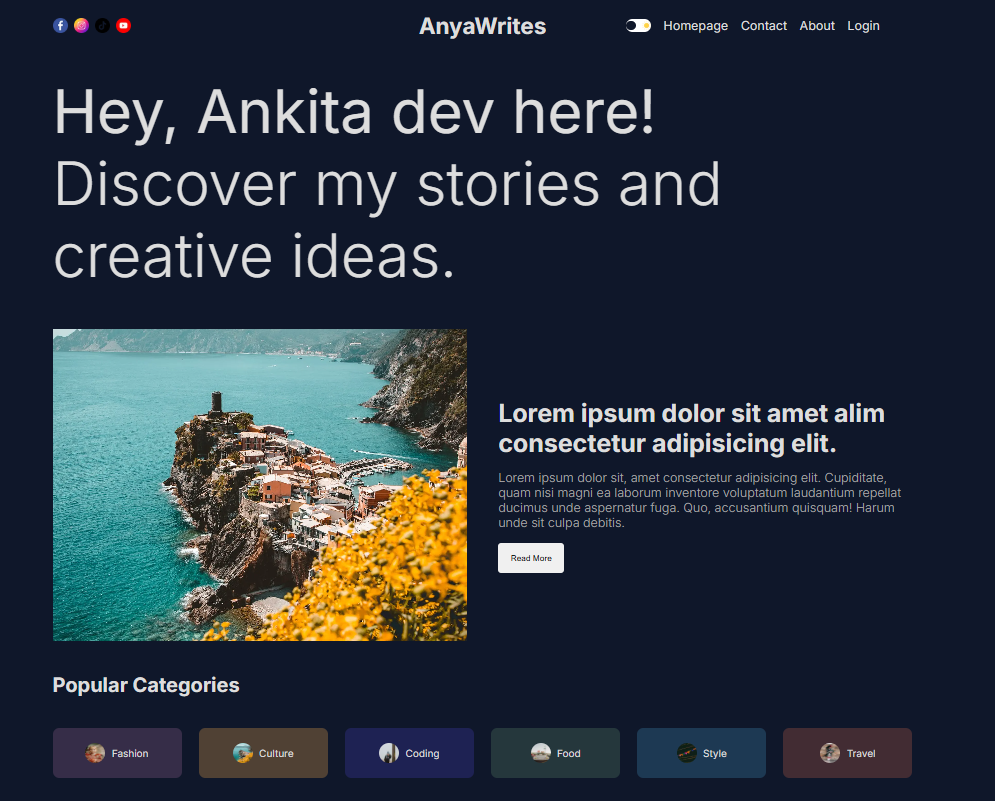 AnyaWrites
Homepage Contact About Login
Hey, Ankita dev here!
Discover my stories and
creative ideas.
Lorem ipsum dolor sit amet alim
consectetur adipisicing elit.
Lorem ipsum dolor sit, amet consectetur adipisicing elit. Cupiditate,
quam nisi magni ea laborum inventore voluptatum laudantium repellat
ducimus unde aspernatur fuga. Quo, accusantium quisquam! Harum
unde sit culpa debitis.
Read More
Popular Categories
Fashion Culture Coding Food Style Travel